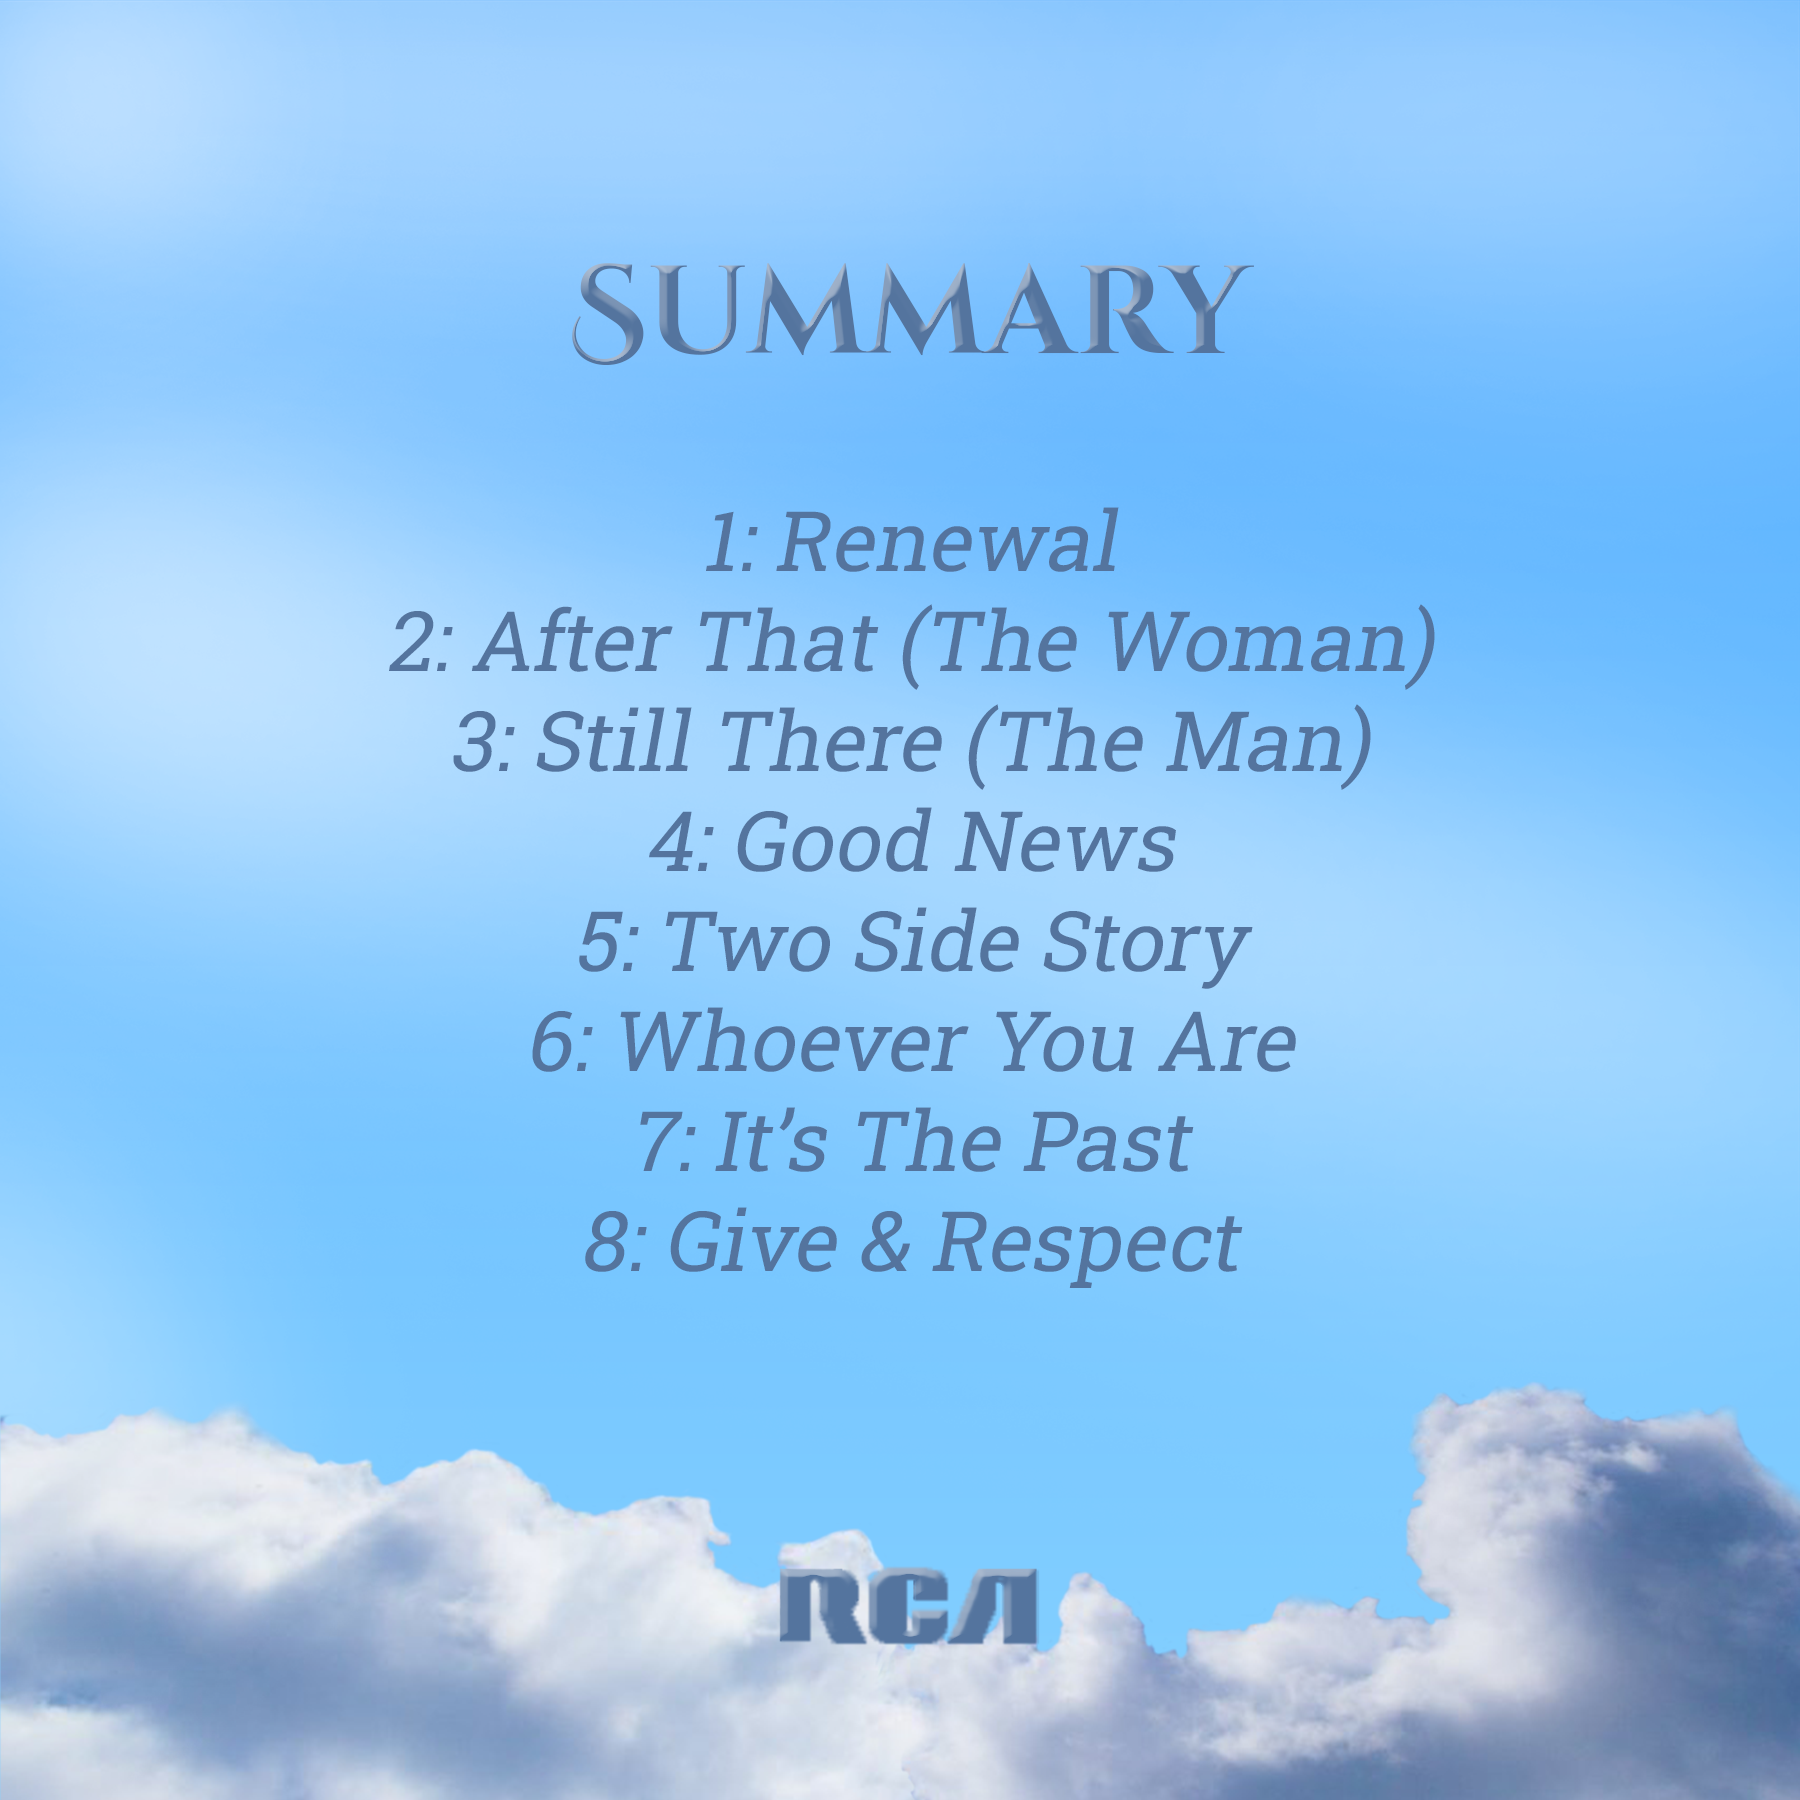 SUMMARY
1: Renewal
2: After That (The Woman)
3: Still There (The Man)
4: Good News
5: Two Side Story
6: Whoever You Are
7: It’s The Past
8: Give & Respect
RCA